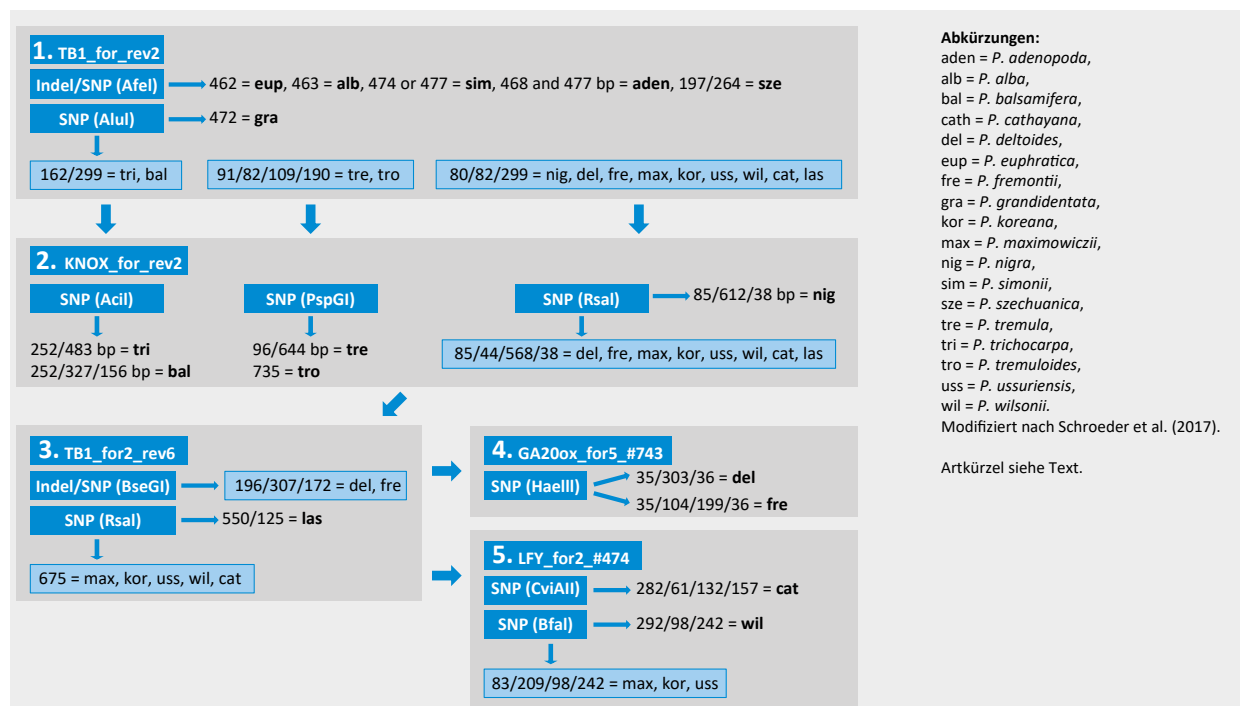 1. TB1_for_rev2
Indel/SNP (AfeI)
462 = eup, 463 = alb, 474 or 477 = sim, 468 and 477 bp = aden, 197/264 = sze
SNP (AluI)
472 = gra
162/299 = tri, bal
91/82/109/190 = tre, tro
80/82/299 = nig, del, fre, max, kor, uss, wil, cat, las
2. KNOX_for_rev2
SNP (AciI)
SNP (PspGI)
SNP (RsaI)
85/612/38 bp = nig
252/483 bp = tri
252/327/156 bp = bal
96/644 bp = tre
735 = tro
85/44/568/38 = del, fre, max, kor, uss, wil, cat, las
3. TB1_for2_rev6
Indel/SNP (BseGI)
196/307/172 = del, fre
SNP (RsaI)
550/125 = las
675 = max, kor, uss, wil, cat
4. GA20ox_for5_#743
SNP (HaeIII)
35/303/36 = del
35/104/199/36 = fre
5. LFY_for2_#474
SNP (CviAII)
282/61/132/157 = cat
SNP (BfaI)
292/98/242 = wil
83/209/98/242 = max, kor, uss
Abkürzungen:
aden = P. adenopoda,
alb = P. alba,
bal = P. balsamifera,
cath = P. cathayana,
del = P. deltoides,
eup = P. euphratica,
fre = P. fremontii,
gra = P. grandidentata,
kor = P. koreana,
max = P. maximowiczii,
nig = P. nigra,
sim = P. simonii,
sze = P. szechuanica,
tre = P. tremula,
tri = P. trichocarpa,
tro = P. tremuloides,
uss = P. ussuriensis,
wil = P. wilsonii.
Modifiziert nach Schroeder et al. (2017).
Artkürzel siehe Text.